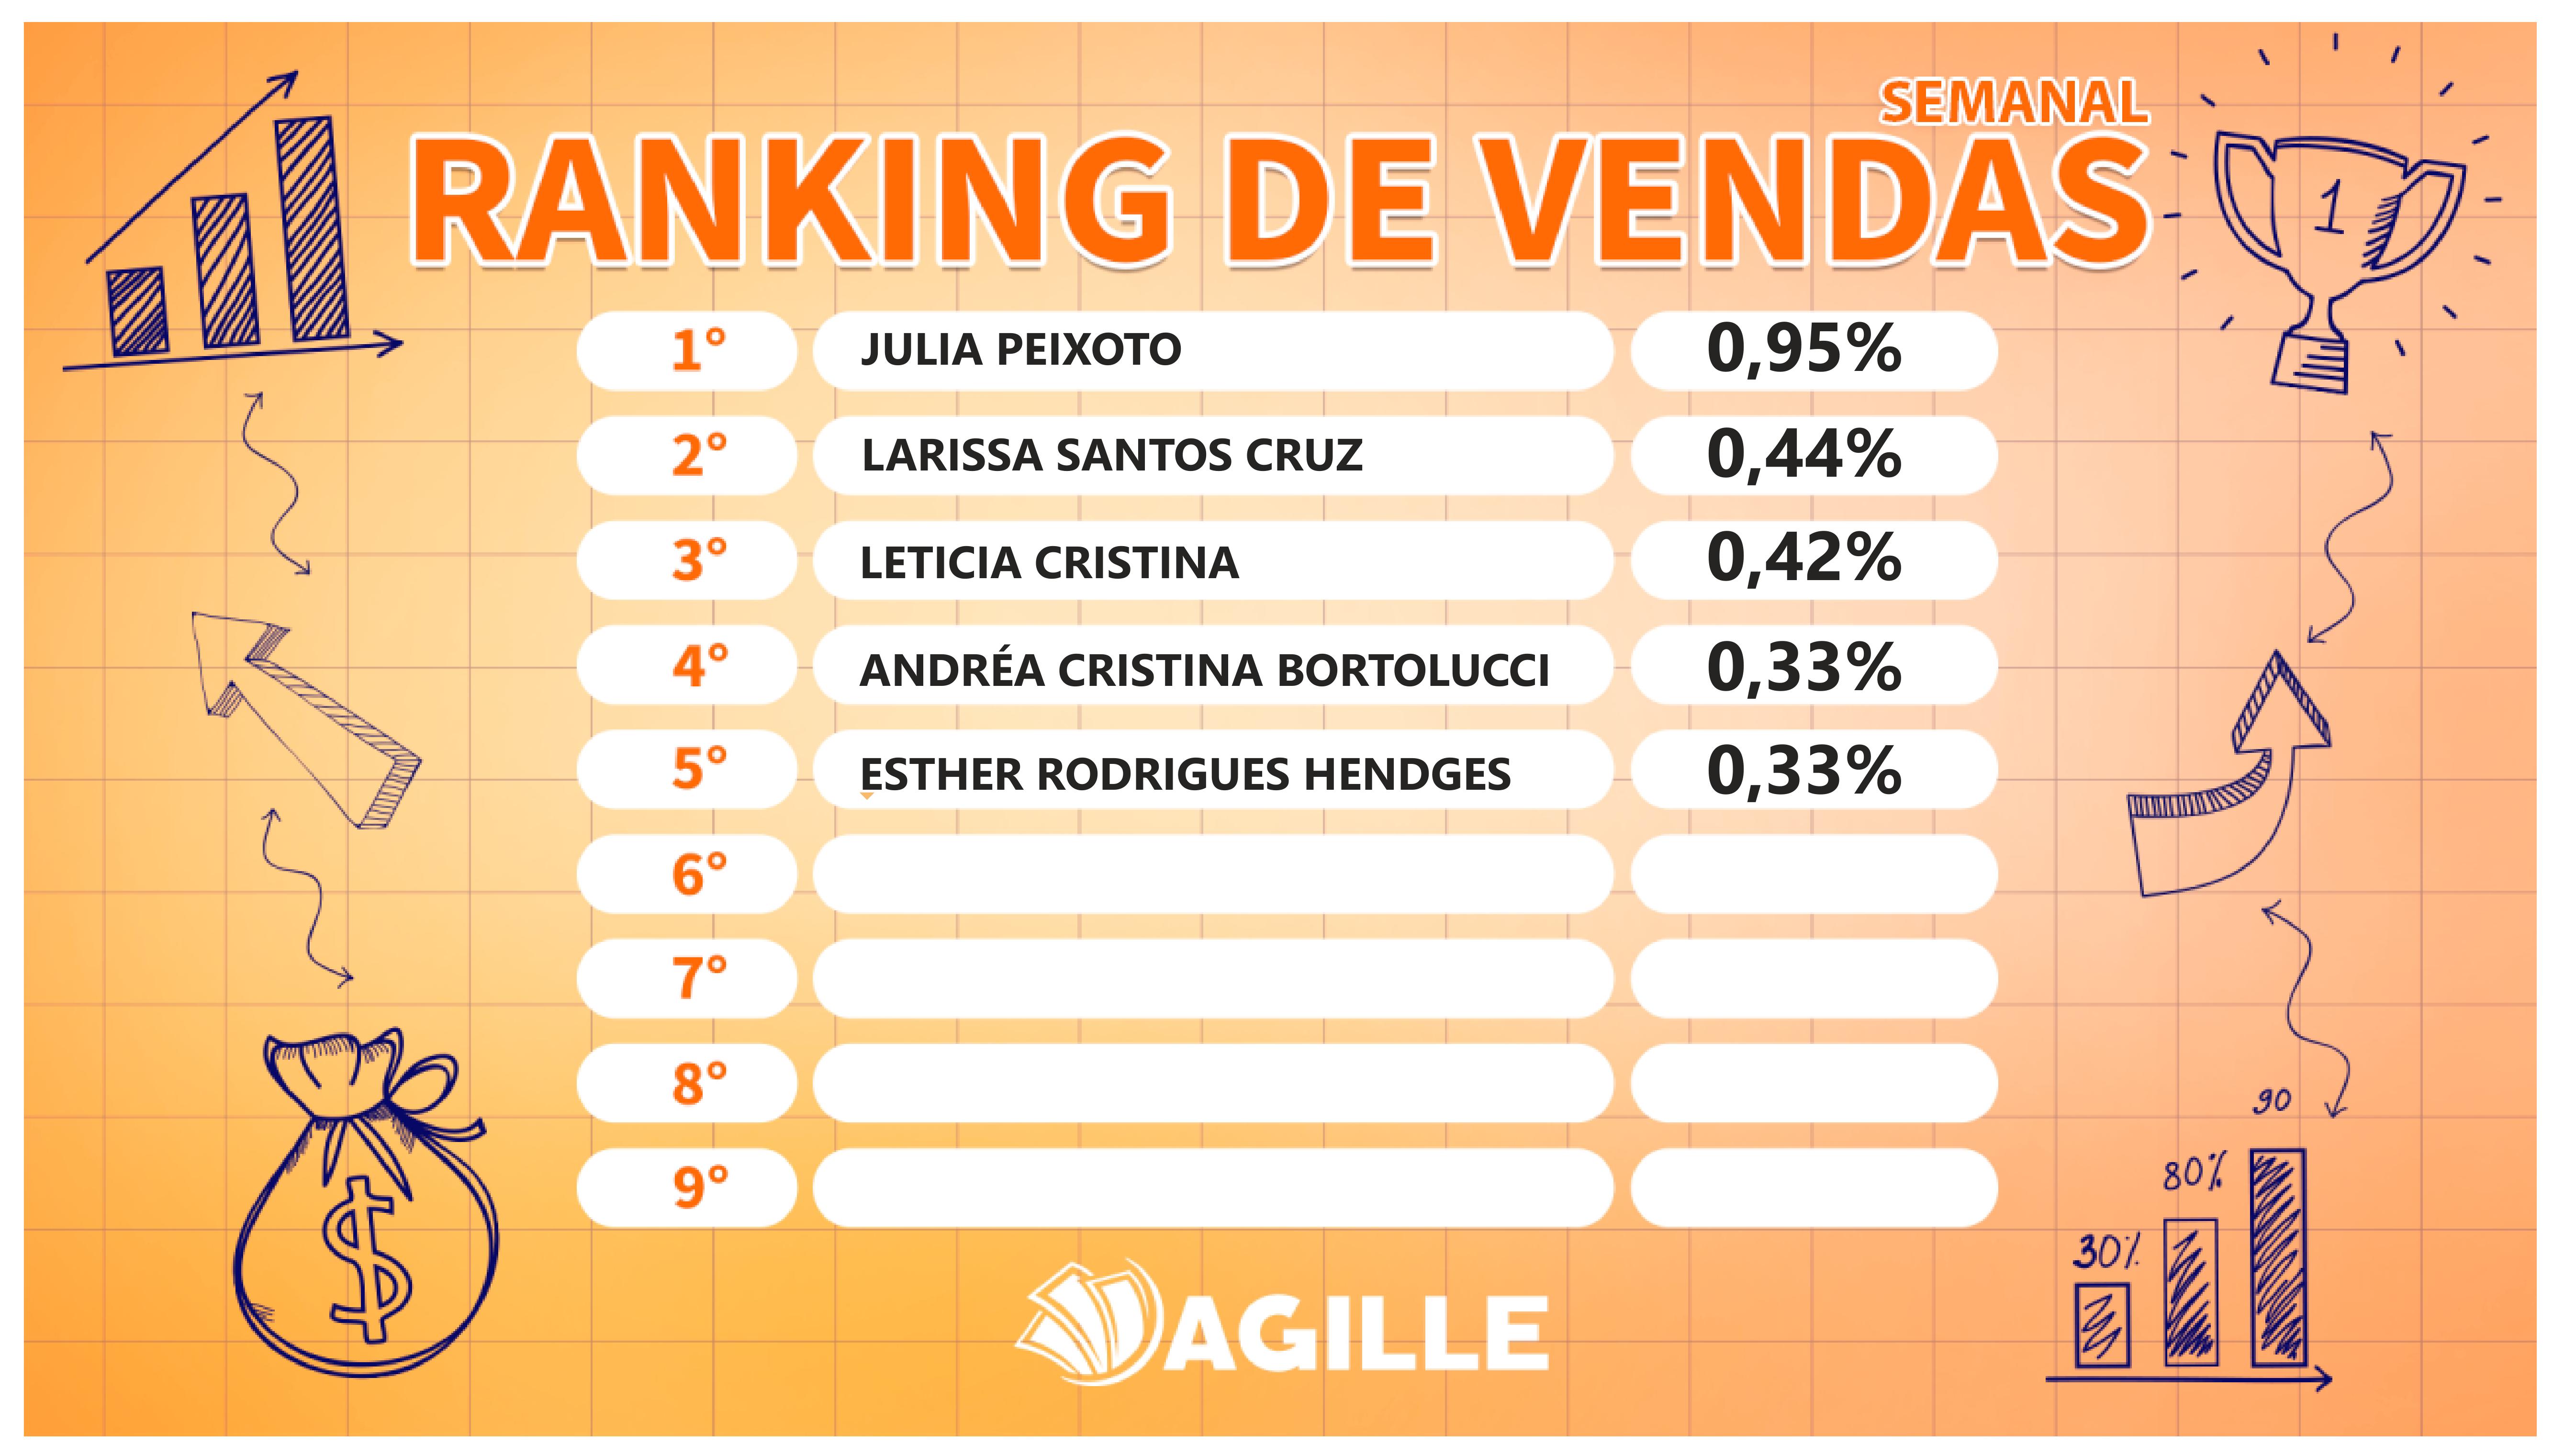 SEMANAL
RANKING DE VENDAS
1
1° JULIA PEIXOTO 0,95%
2° LARISSA SANTOS CRUZ 0,44%
3° LETICIA CRISTINA 0,42%
4° ANDRÉA CRISTINA BORTOLUCCI 0,33%
5° ESTHER RODRIGUES HENDGES 0,33%
6°
7°
8°
9°
$
90
80%
30%
AGILLE